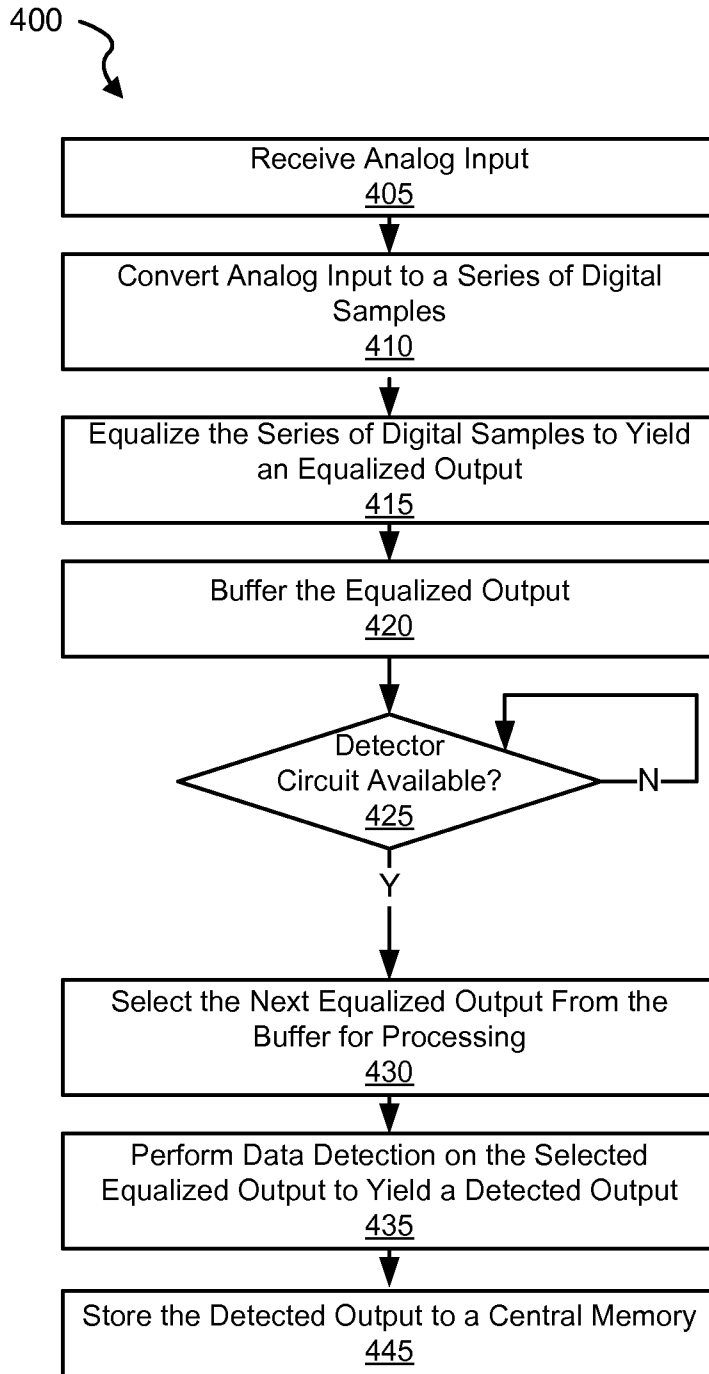 400
Receive Analog Input
405
Convert Analog Input to a Series of Digital
Samples
410
Equalize the Series of Digital Samples to Yield
an Equalized Output
415
Buffer the Equalized Output
420
Detector
Circuit Available?
425
N
Y
Select the Next Equalized Output From the
Buffer for Processing
430
Perform Data Detection on the Selected
Equalized Output to Yield a Detected Output
435
Store the Detected Output to a Central Memory
445